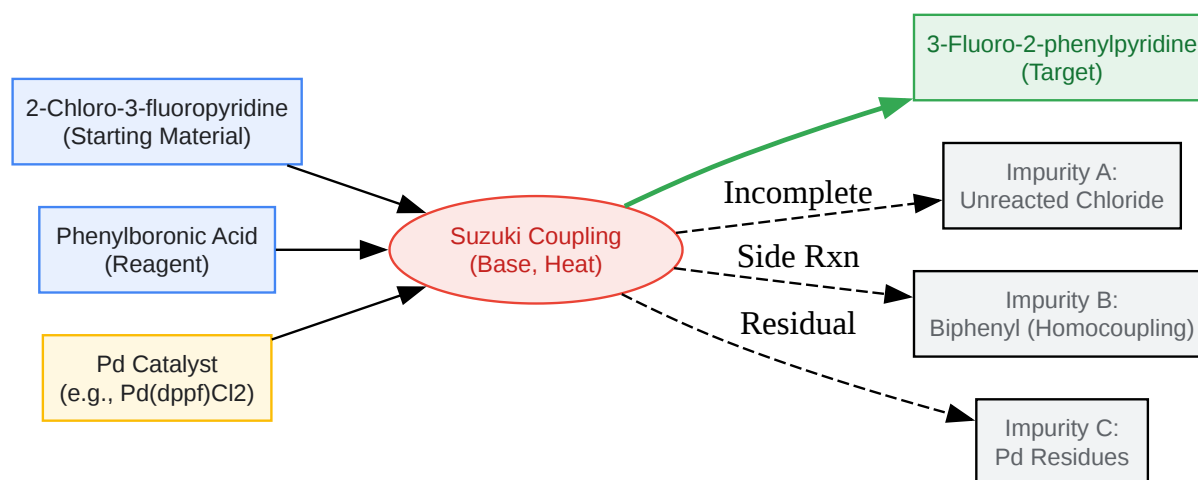 2-Chloro-3-fluoropyridine
(Starting Material)
Phenylboronic Acid
(Reagent)
Pd Catalyst
(e.g., Pd(dppf)Cl2)
Suzuki Coupling
(Base, Heat)
3-Fluoro-2-phenylpyridine
(Target)
Incomplete
Impurity A:
Unreacted Chloride
Side Rxn
Impurity B:
Biphenyl (Homocoupling)
Residual
Impurity C:
Pd Residues